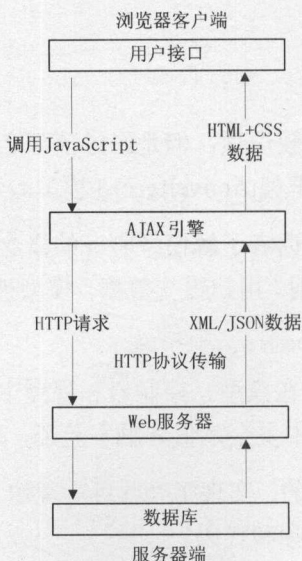 浏览器客户端
用户接口
调用JavaScript
HTML+CSS
数据
AJAX引擎
HTTP请求
XML/JSON数据
HTTP协议传输
Web服务器
数据库
服务器端